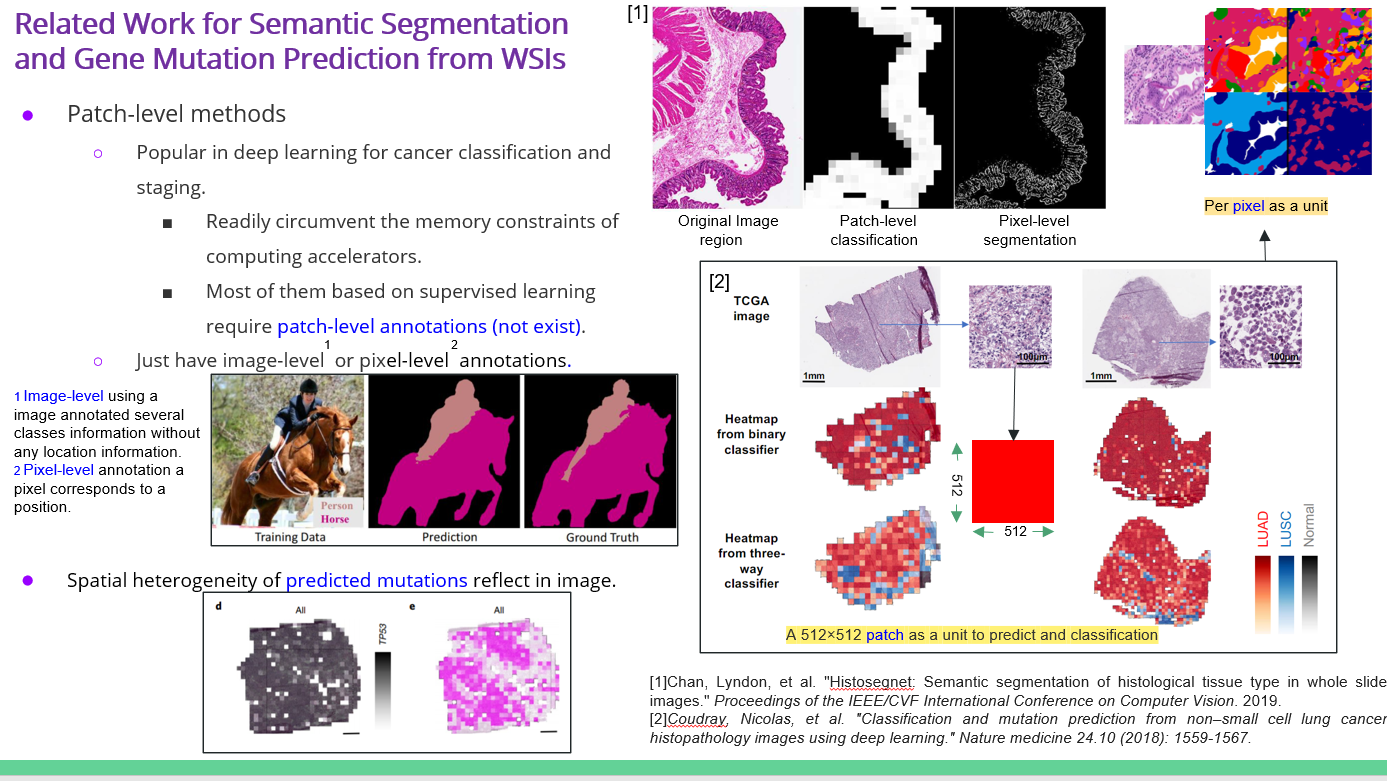 Related Work for Semantic Segmentation
and Gene Mutation Prediction from WSIs
● Patch-level methods
○ Popular in deep learning for cancer classification and
staging.
■ Readily circumvent the memory constraints of
computing accelerators.
■ Most of them based on supervised learning
require patch-level annotations (not exist).
○ Just have image-level1 or pixel-level2 annotations.
1 Image-level using a
image annotated several
classes information without
any location information.
2 Pixel-level annotation a
pixel corresponds to a
position.
Person
Horse
Training Data
Prediction
Ground Truth
● Spatial heterogeneity of predicted mutations reflect in image.
d
All
TP53
e
All
[1]
Original Image
region
Patch-level
classification
Pixel-level
segmentation
Per pixel as a unit
[2]
TCGA
image
1mm
100µm
1mm
100µm
Heatmap
from binary
classifier
512
512
Heatmap
from three-
way
classifier
LUAD
LUSC
Normal
A 512×512 patch as a unit to predict and classification
[1]Chan, Lyndon, et al. "Histosegnet: Semantic segmentation of histological tissue type in whole slide
images." Proceedings of the IEEE/CVF International Conference on Computer Vision. 2019.
[2]Coudray, Nicolas, et al. "Classification and mutation prediction from non–small cell lung cancer
histopathology images using deep learning." Nature medicine 24.10 (2018): 1559-1567.